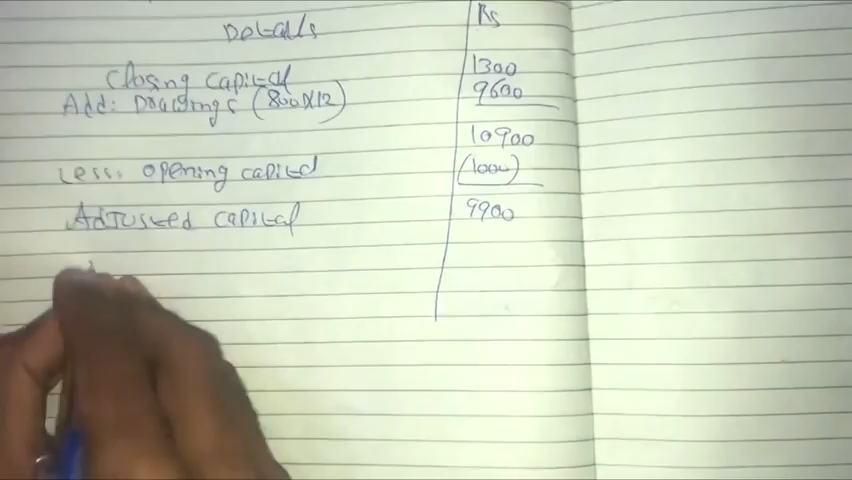 Details Rs
Closing capital 1300
Add: Drawings (800X12) 9600
10900
Less: opening capital (1000)
Adjusted capital 9900